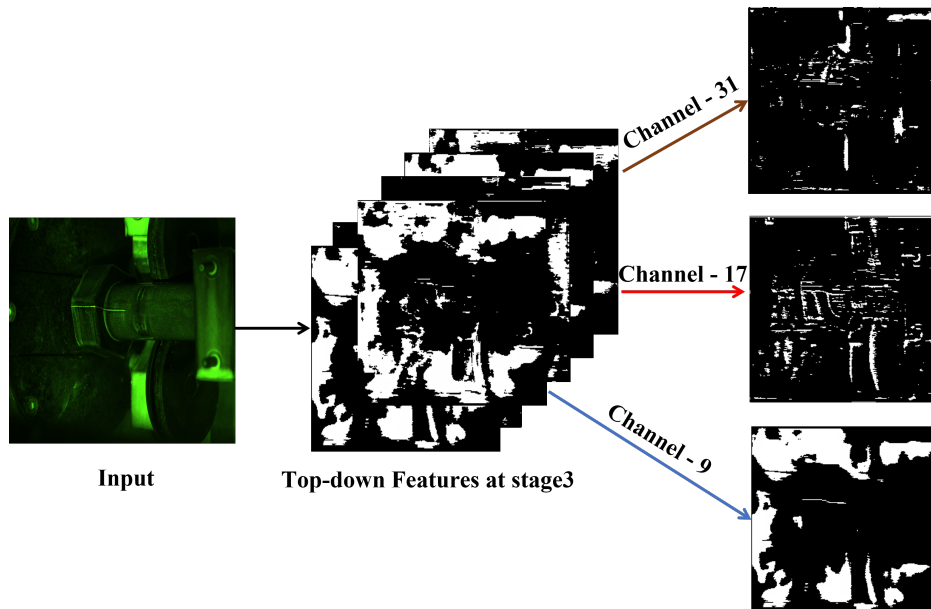 Channel - 31
Channel - 17
Channel - 9
Input
Top-down Features at stage3